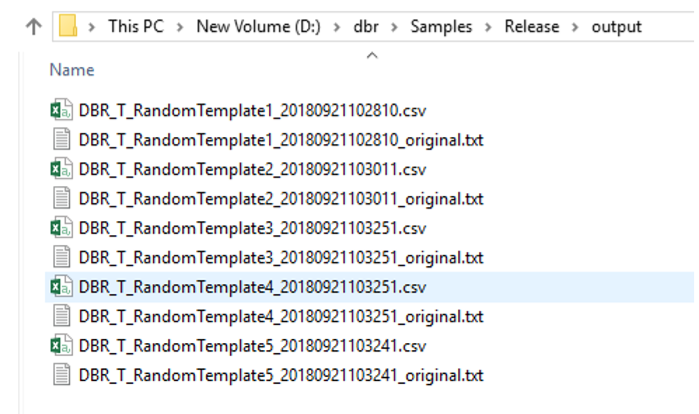 This PC > New Volume (D:) > dbr > Samples > Release > output
Name
DBR_T_RandomTemplate1_20180921102810.csv
DBR_T_RandomTemplate1_20180921102810_original.txt
DBR_T_RandomTemplate2_20180921103011.csv
DBR_T_RandomTemplate2_20180921103011_original.txt
DBR_T_RandomTemplate3_20180921103251.csv
DBR_T_RandomTemplate3_20180921103251_original.txt
DBR_T_RandomTemplate4_20180921103251.csv
DBR_T_RandomTemplate4_20180921103251_original.txt
DBR_T_RandomTemplate5_20180921103241.csv
DBR_T_RandomTemplate5_20180921103241_original.txt